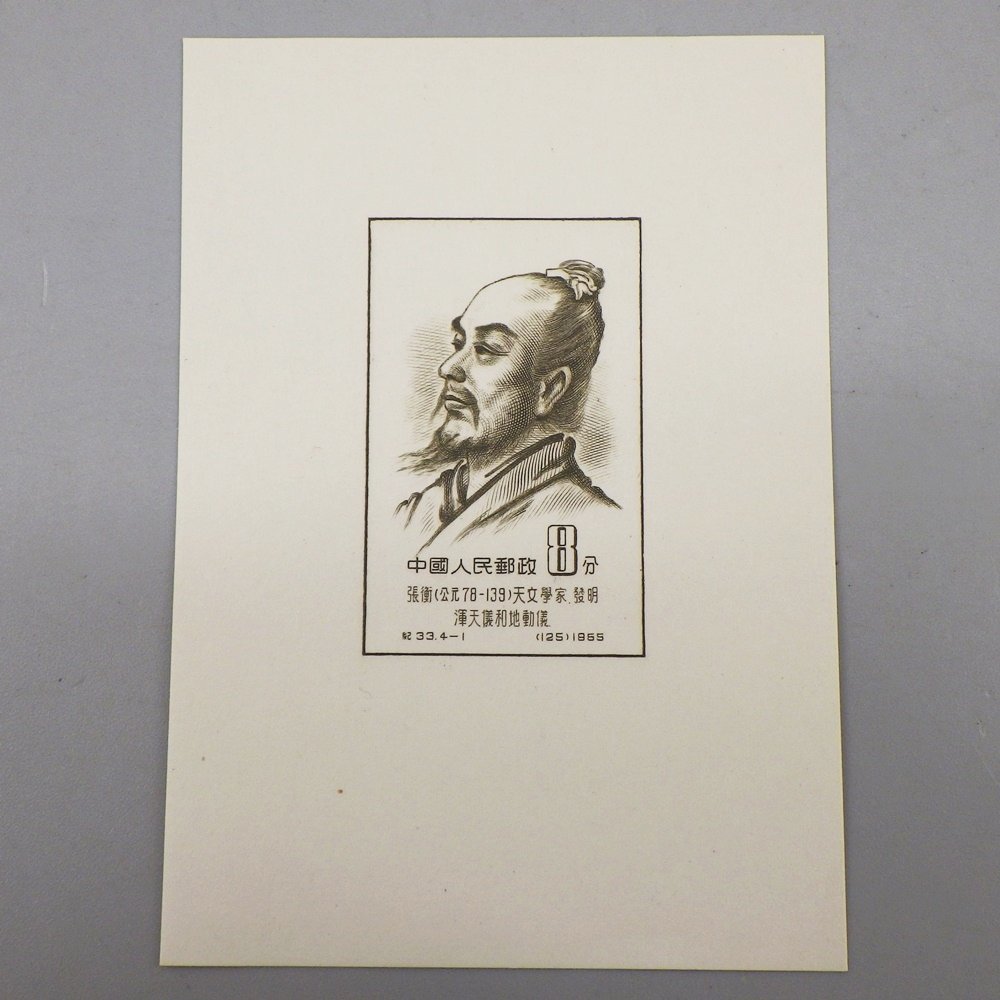 中國人民郵政 8分
張衡(公元78-139)天文學家、發明
渾天儀和地動儀.
紀33.4-1 (125)1955